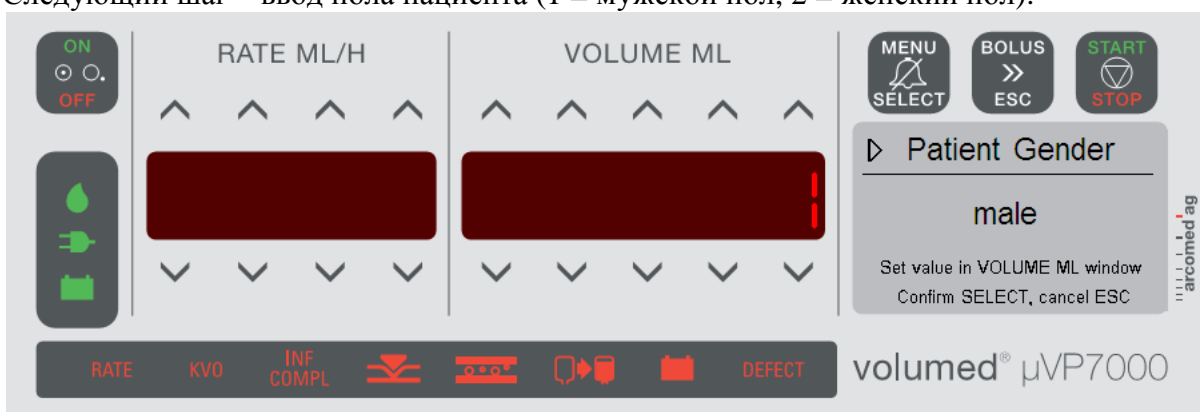 Следующий шаг – ввод пола пациента (1 – мужской пол, 2 – женский пол).
ON
OFF
RATE ML/H
VOLUME ML
MENU
SELECT
BOLUS
ESC
START
STOP
1
Patient Gender
male
Set value in VOLUME ML window
Confirm SELECT, cancel ESC
arcomed ag
RATE
KVO
INF
COMPL
DEFECT
volumed® µVP7000